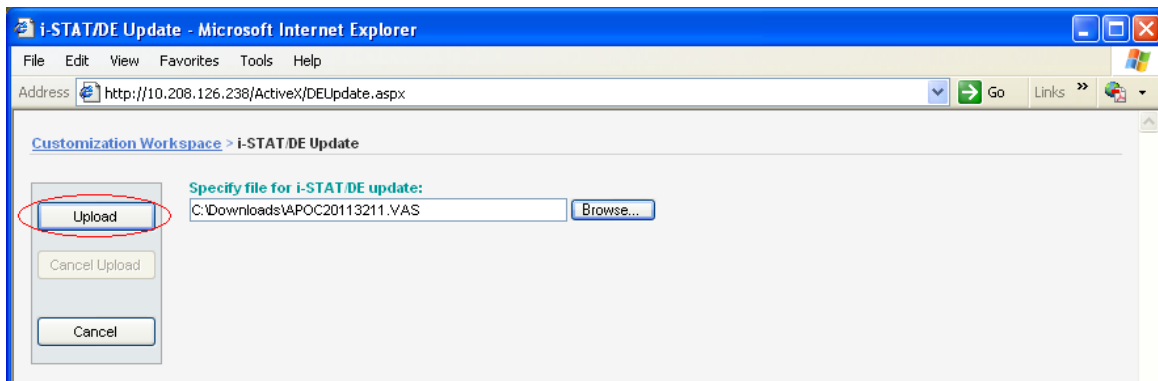 i-STAT/DE Update - Microsoft Internet Explorer
File Edit View Favorites Tools Help
Address http://10.208.126.238/ActiveX/DEUpdate.aspx Go Links »
Customization Workspace > i-STAT/DE Update
Specify file for i-STAT/DE update:
Upload C:\Downloads\APOC20113211.VAS Browse...
Cancel Upload
Cancel